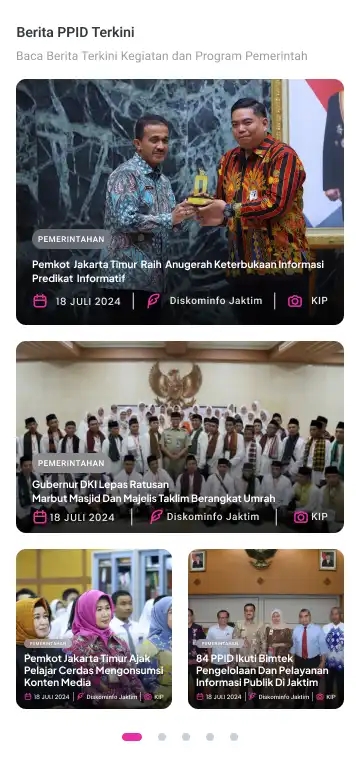 Berita PPID Terkini
Baca Berita Terkini Kegiatan dan Program Pemerintah
PEMERINTAHAN
Pemkot Jakarta Timur Raih Anugerah Keterbukaan Informasi
Predikat Informatif
18 JULI 2024 | Diskominfo Jaktim | KIP
PEMERINTAHAN
Gubernur DKI Lepas Ratusan
Marbut Masjid Dan Majelis Taklim Berangkat Umrah
18 JULI 2024 | Diskominfo Jaktim | KIP
PEMERINTAHAN
Pemkot Jakarta Timur Ajak
Pelajar Cerdas Mengonsumsi
Konten Media
18 JULI 2024 | Diskominfo Jaktim | KIP
PEMERINTAHAN
84 PPID Ikuti Bimtek
Pengelolaan Dan Pelayanan
Informasi Publik Di Jaktim
18 JULI 2024 | Diskominfo Jaktim | KIP